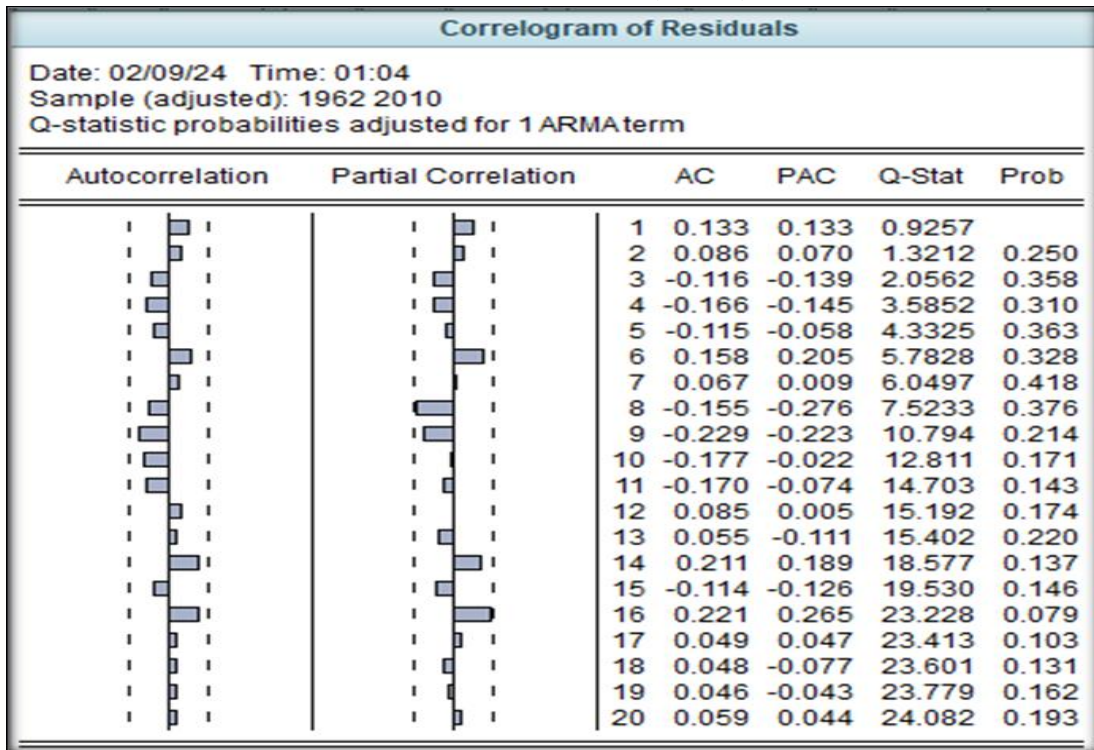 Correlogram of Residuals
Date: 02/09/24 Time: 01:04
Sample (adjusted): 1962 2010
Q-statistic probabilities adjusted for 1 ARMA term
Autocorrelation Partial Correlation AC PAC Q-Stat Prob
1 0.133 0.133 0.9257
2 0.086 0.070 1.3212 0.250
3 -0.116 -0.139 2.0562 0.358
4 -0.166 -0.145 3.5852 0.310
5 -0.115 -0.058 4.3325 0.363
6 0.158 0.205 5.7828 0.328
7 0.067 0.009 6.0497 0.418
8 -0.155 -0.276 7.5233 0.376
9 -0.229 -0.223 10.794 0.214
10 -0.177 -0.022 12.811 0.171
11 -0.170 -0.074 14.703 0.143
12 0.085 0.005 15.192 0.174
13 0.055 -0.111 15.402 0.220
14 0.211 0.189 18.577 0.137
15 -0.114 -0.126 19.530 0.146
16 0.221 0.265 23.228 0.079
17 0.049 0.047 23.413 0.103
18 0.048 -0.077 23.601 0.131
19 0.046 -0.043 23.779 0.162
20 0.059 0.044 24.082 0.193